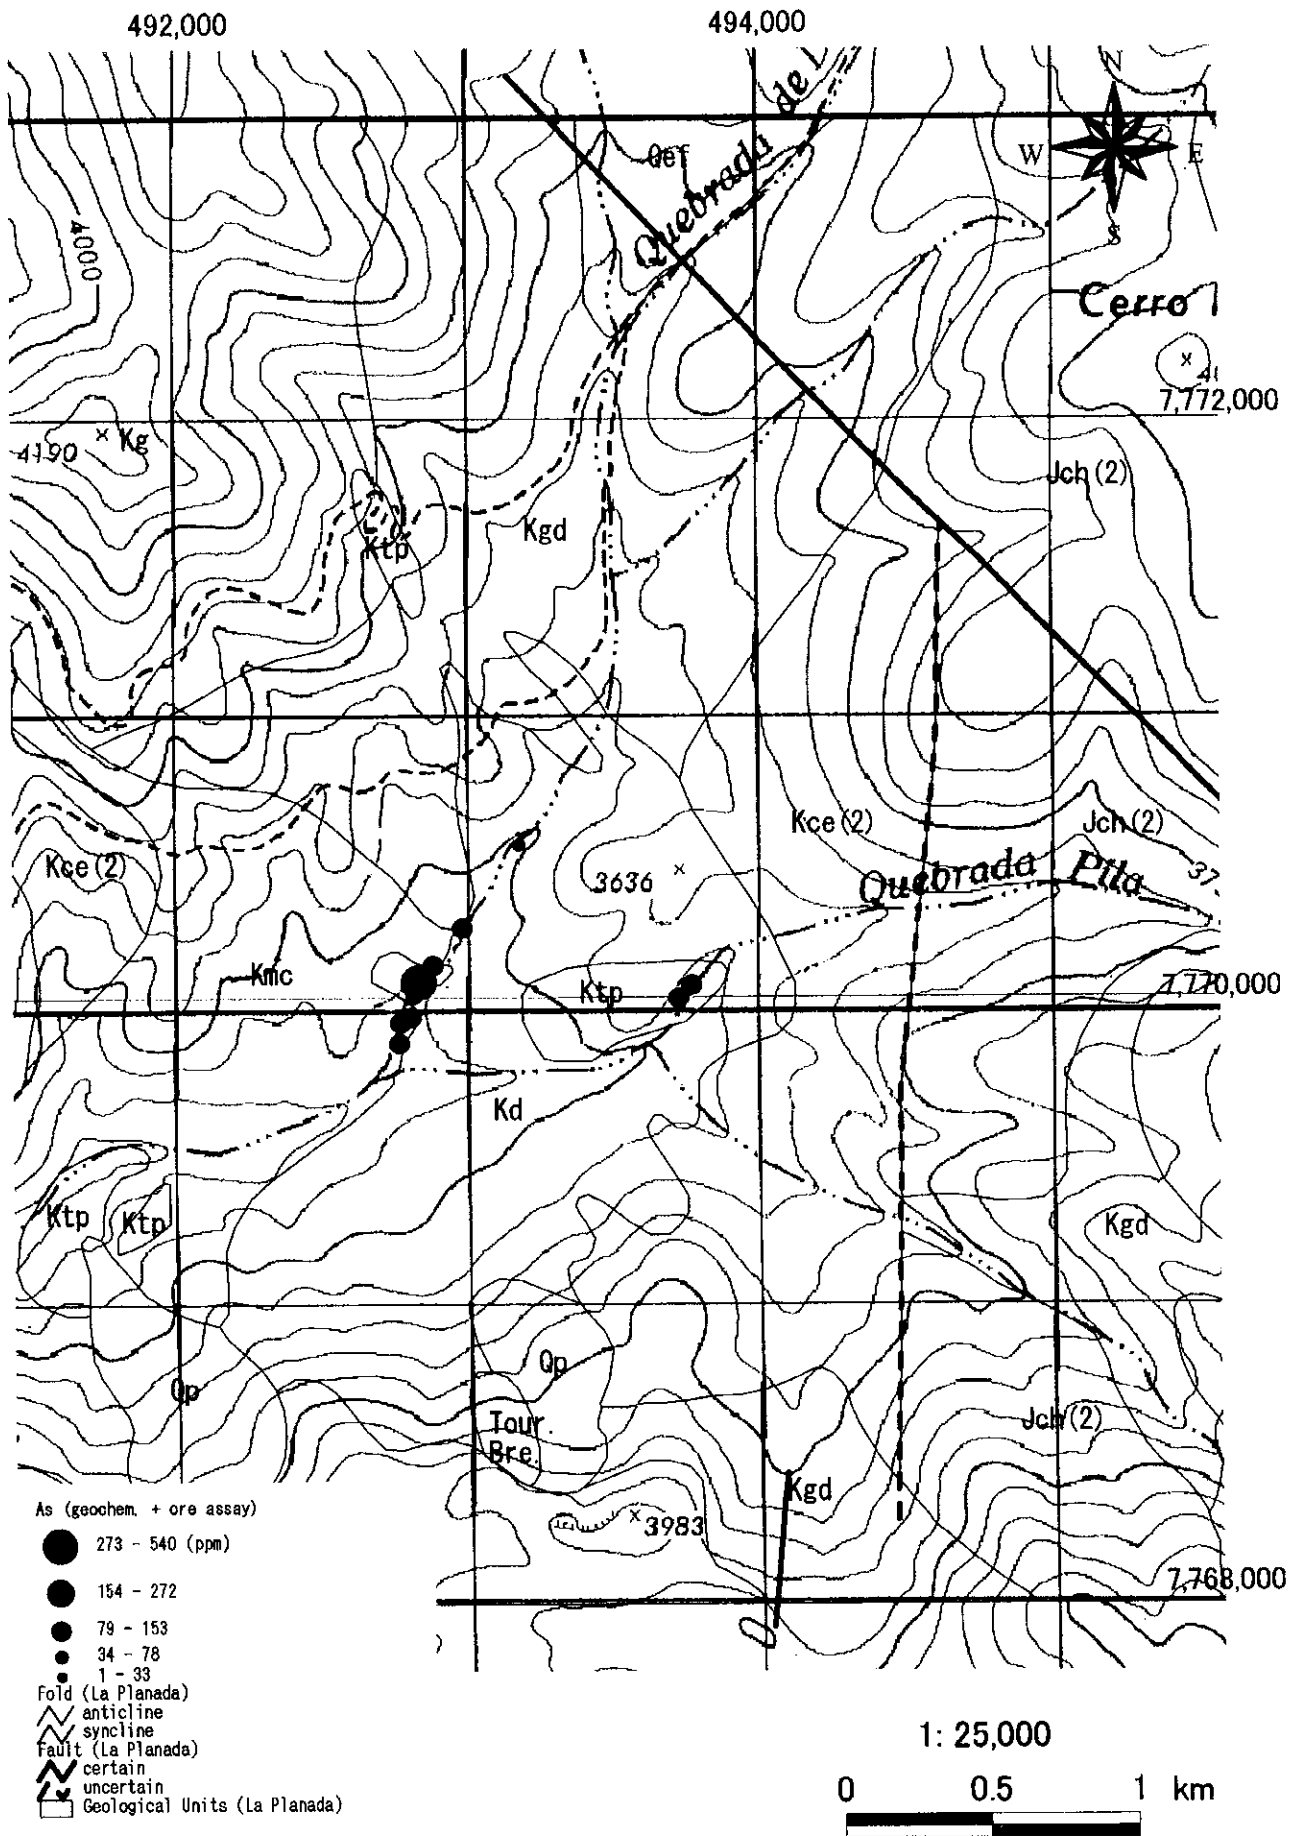 492,000
494,000
N
Qef
Quebrada de
W
E
S
4000
Cerro
7,772,000
Kg
4190
Jch(2)
Kgd
Ktp
Kce(2)
Jch(2)
Kce(2)
3636
Quebrada Pila
37
Kmc
Ktp
7,770,000
Kd
Ktp
Ktp
Kgd
Qp
Qp
Tour.
Bre.
Jch(2)
Kgd
3983
7,768,000
As (geochem. + ore assay)
273 - 540 (ppm)
154 - 272
79 - 153
34 - 78
1 - 33
Fold (La Planada)
anticline
syncline
Fault (La Planada)
certain
uncertain
Geological Units (La Planada)
1: 25,000
0 0.5 1 km